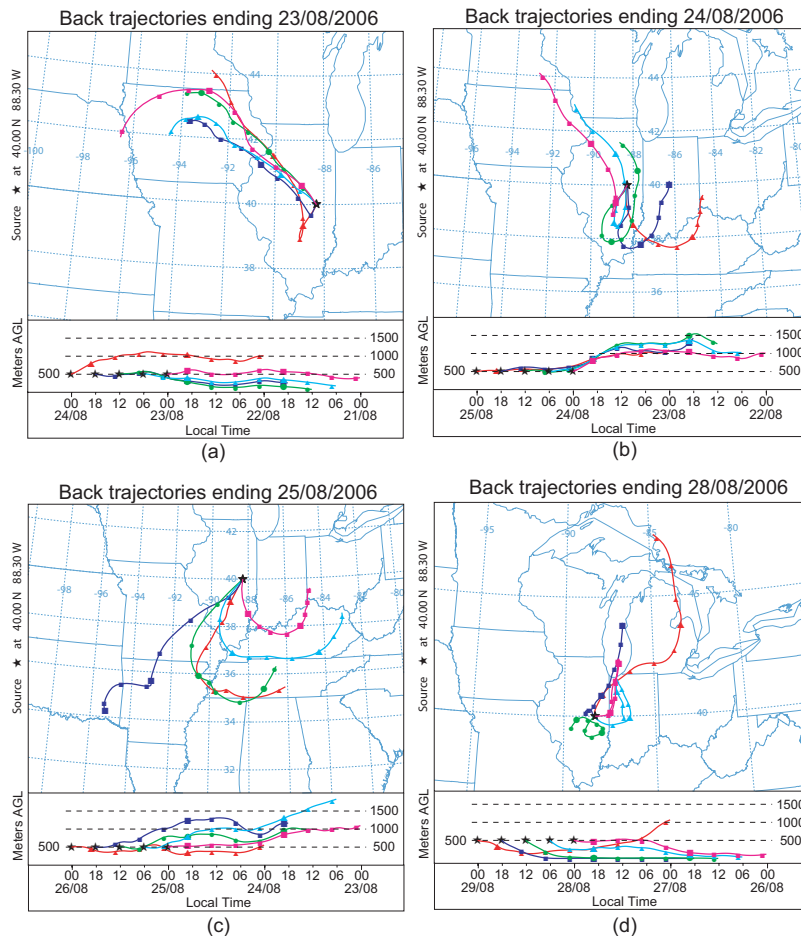 Back trajectories ending 23/08/2006
Source ★ at 40.00 N 88.30 W
44
42
-100
-98
-96
-94
-92
-90
-88
-86
40
38
Meters AGL
1500
1000
500
500
00 18 12 06 00 18 12 06 00 18 12 06 00
24/08 23/08 22/08 21/08
Local Time
(a)
Back trajectories ending 24/08/2006
Source ★ at 40.00 N 88.30 W
44
42
-96
-94
-92
-90
-88
-86
-84
-82
40
38
36
Meters AGL
1500
1000
500
500
00 18 12 06 00 18 12 06 00 18 12 06 00
25/08 24/08 23/08 22/08
Local Time
(b)
Back trajectories ending 25/08/2006
Source ★ at 40.00 N 88.30 W
42
40
-98
-96
-94
-92
-90
-88
-86
-84
-82
38
36
34
32
Meters AGL
1500
1000
500
500
00 18 12 06 00 18 12 06 00 18 12 06 00
26/08 25/08 24/08 23/08
Local Time
(c)
Back trajectories ending 28/08/2006
Source ★ at 40.00 N 88.30 W
-95
-90
-85
-80
45
40
Meters AGL
1500
1000
500
500
00 18 12 06 00 18 12 06 00 18 12 06 00
29/08 28/08 27/08 26/08
Local Time
(d)